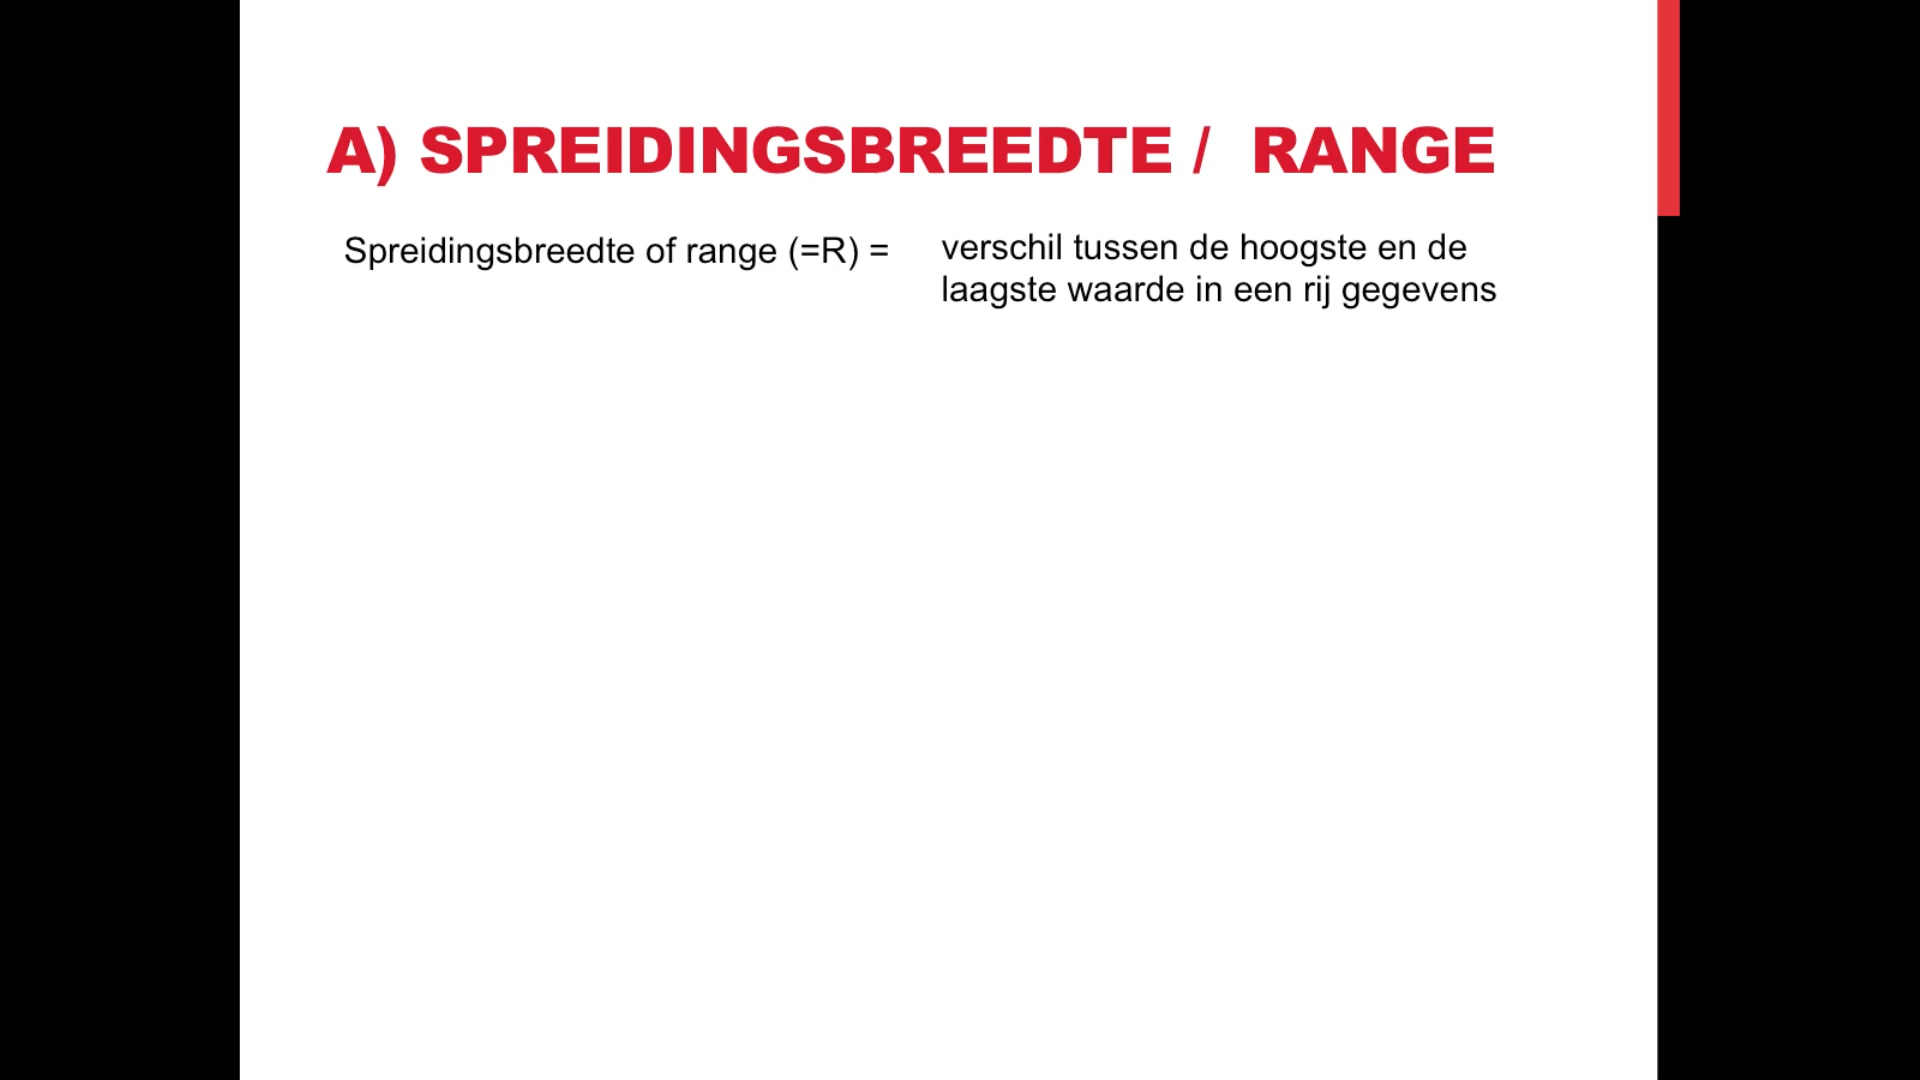 A) SPREIDINGSBREEDTE / RANGE
Spreidingsbreedte of range (=R) =
verschil tussen de hoogste en de
laagste waarde in een rij gegevens